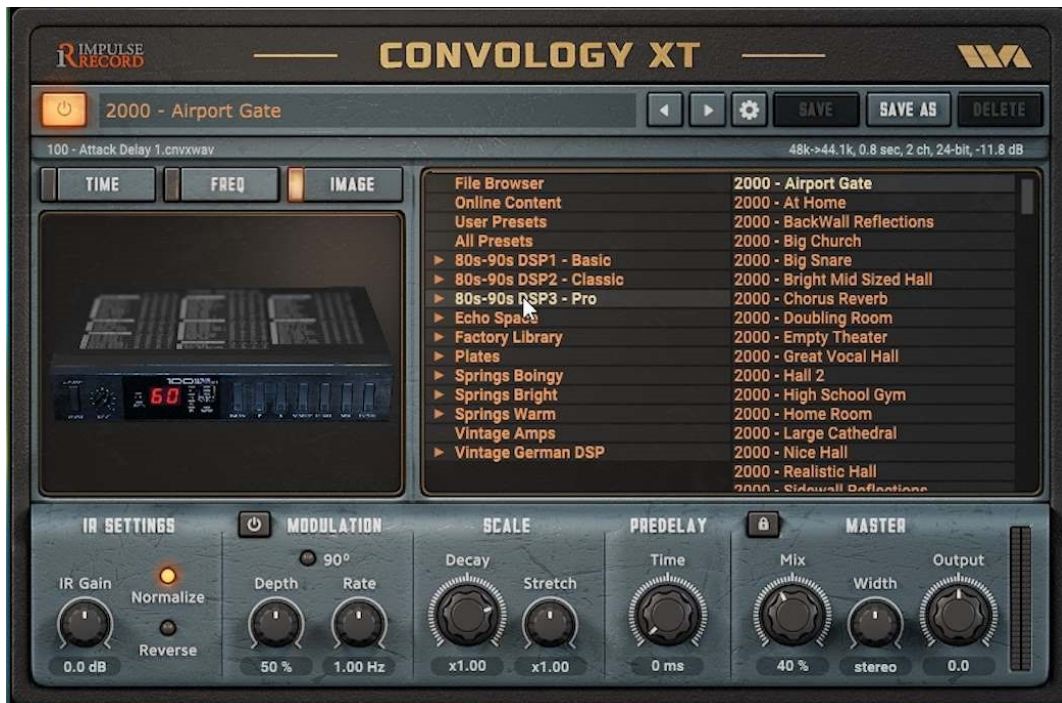 IMPULSE
RECORD
CONVOLOGY XT
2000 - Airport Gate
SAVE
SAVE AS
DELETE
100 - Attack Delay 1.cnvxwav
48k->44.1k, 0.8 sec, 2 ch, 24-bit, -11.8 dB
TIME
FREQ
IMAGE
File Browser
Online Content
User Presets
All Presets
80s-90s DSP1 - Basic
80s-90s DSP2 - Classic
80s-90s DSP3 - Pro
Echo Space
Factory Library
Plates
Springs Boingy
Springs Bright
Springs Warm
Vintage Amps
Vintage German DSP
2000 - Airport Gate
2000 - At Home
2000 - BackWall Reflections
2000 - Big Church
2000 - Big Snare
2000 - Bright Mid Sized Hall
2000 - Chorus Reverb
2000 - Doubling Room
2000 - Empty Theater
2000 - Great Vocal Hall
2000 - Hall 2
2000 - High School Gym
2000 - Home Room
2000 - Large Cathedral
2000 - Nice Hall
2000 - Realistic Hall
2000 - Sidewall Reflections
100
60
IR SETTINGS
MODULATION
SCALE
PREDELAY
MASTER
90°
IR Gain
Normalize
Reverse
Depth
Rate
Decay
Stretch
Time
Mix
Width
Output
0.0 dB
50 %
1.00 Hz
x1.00
x1.00
0 ms
40 %
stereo
0.0